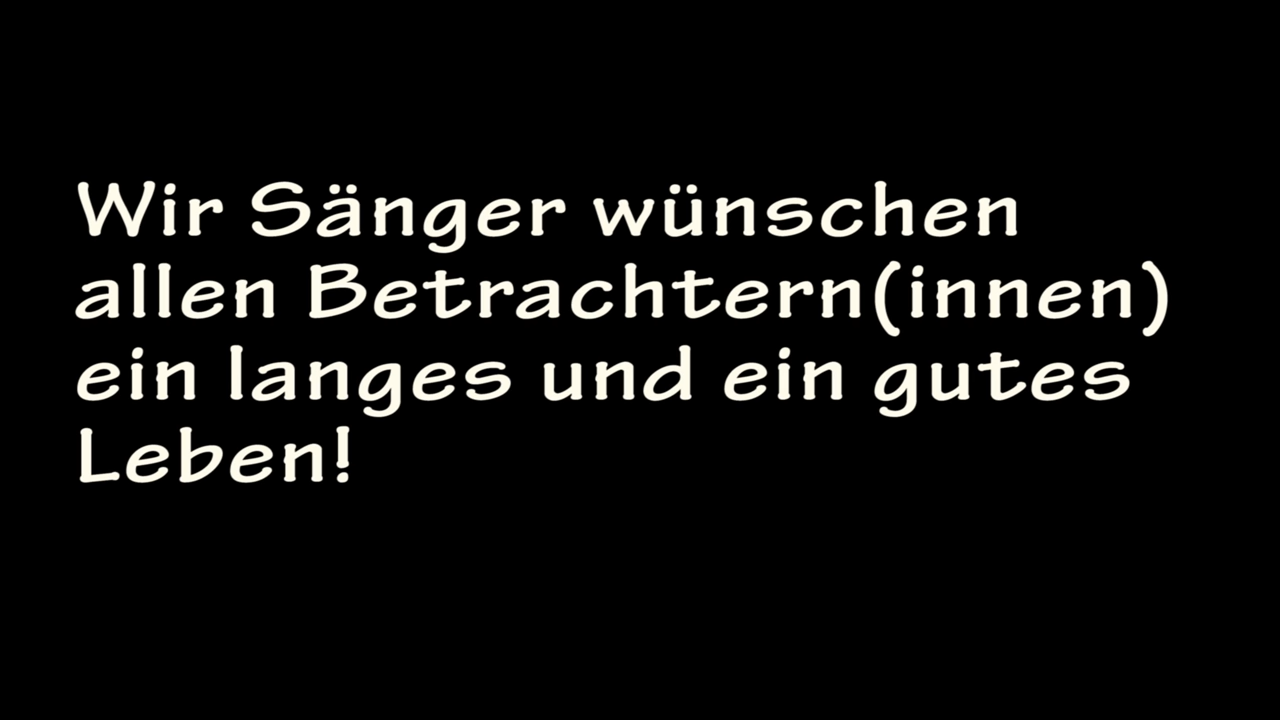 Wir Sänger wünschen
allen Betrachtern(innen)
ein langes und ein gutes
Leben!